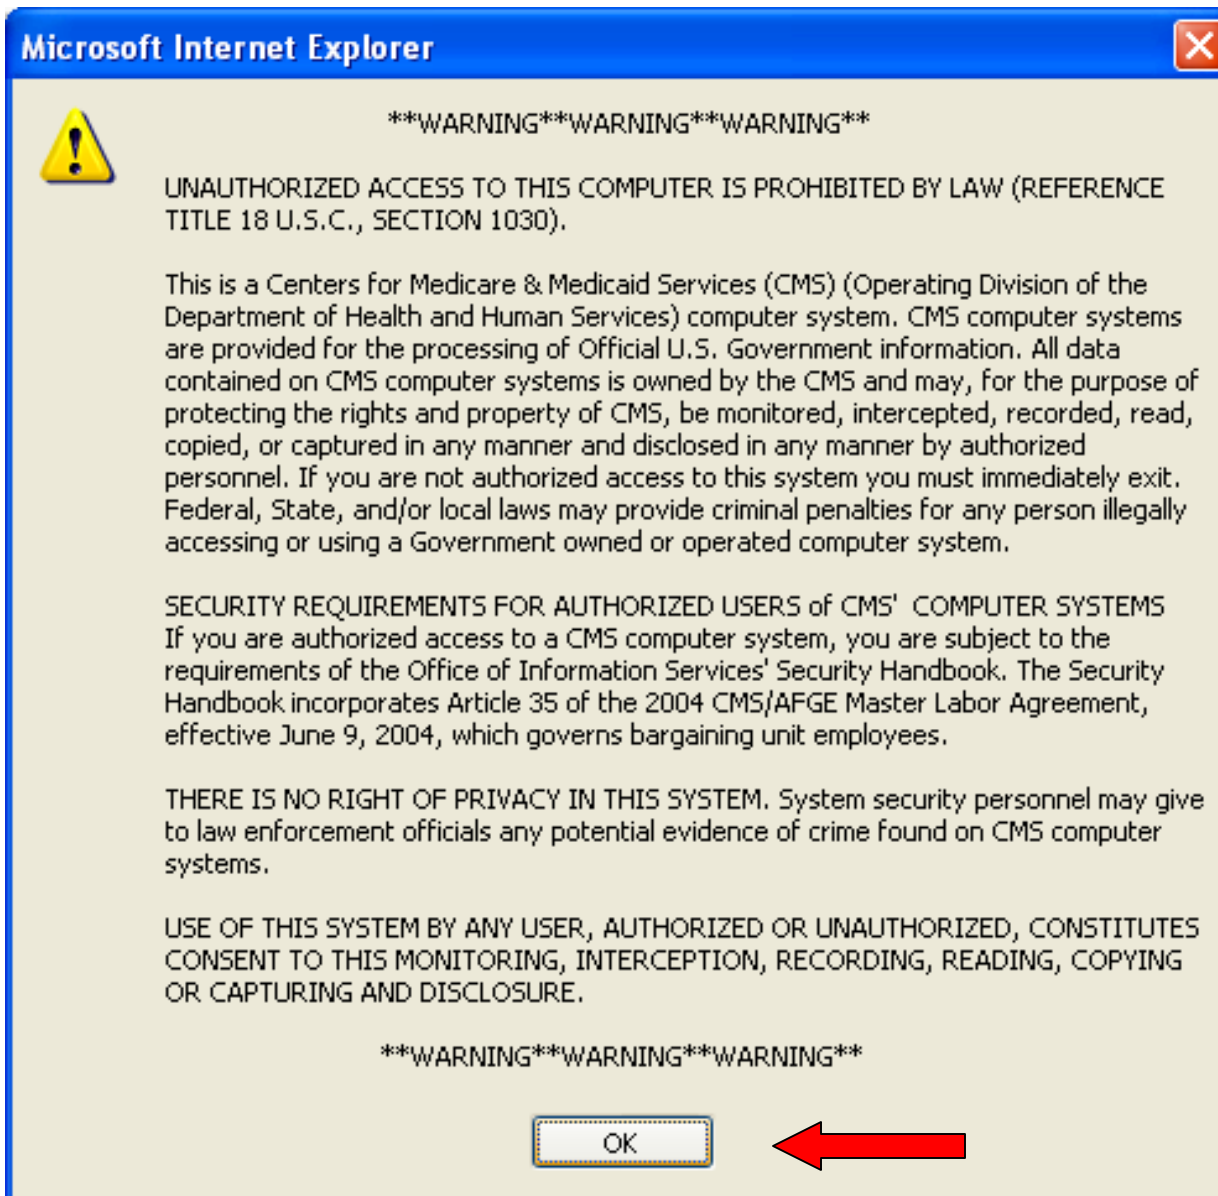 Microsoft Internet Explorer
**WARNING**WARNING**WARNING**
UNAUTHORIZED ACCESS TO THIS COMPUTER IS PROHIBITED BY LAW (REFERENCE
TITLE 18 U.S.C., SECTION 1030).
This is a Centers for Medicare & Medicaid Services (CMS) (Operating Division of the
Department of Health and Human Services) computer system. CMS computer systems
are provided for the processing of Official U.S. Government information. All data
contained on CMS computer systems is owned by the CMS and may, for the purpose of
protecting the rights and property of CMS, be monitored, intercepted, recorded, read,
copied, or captured in any manner and disclosed in any manner by authorized
personnel. If you are not authorized access to this system you must immediately exit.
Federal, State, and/or local laws may provide criminal penalties for any person illegally
accessing or using a Government owned or operated computer system.
SECURITY REQUIREMENTS FOR AUTHORIZED USERS of CMS' COMPUTER SYSTEMS
If you are authorized access to a CMS computer system, you are subject to the
requirements of the Office of Information Services' Security Handbook. The Security
Handbook incorporates Article 35 of the 2004 CMS/AFGE Master Labor Agreement,
effective June 9, 2004, which governs bargaining unit employees.
THERE IS NO RIGHT OF PRIVACY IN THIS SYSTEM. System security personnel may give
to law enforcement officials any potential evidence of crime found on CMS computer
systems.
USE OF THIS SYSTEM BY ANY USER, AUTHORIZED OR UNAUTHORIZED, CONSTITUTES
CONSENT TO THIS MONITORING, INTERCEPTION, RECORDING, READING, COPYING
OR CAPTURING AND DISCLOSURE.
**WARNING**WARNING**WARNING**
OK